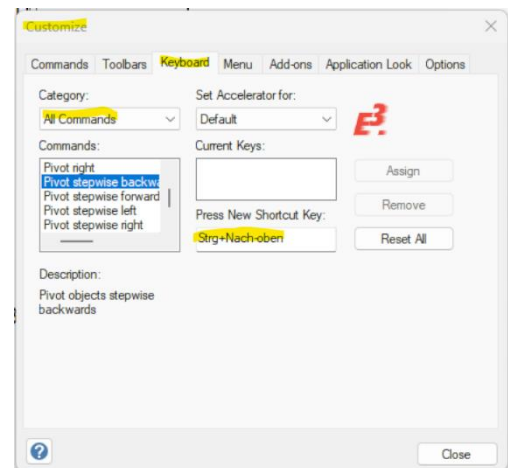 Customize
Commands Toolbars Keyboard Menu Add-ons Application Look Options
Category:
All Commands
Set Accelerator for:
Default
E³.
Commands:
Pivot right
Pivot stepwise backwa
Pivot stepwise forward
Pivot stepwise left
Pivot stepwise right
Current Keys:
Assign
Remove
Press New Shortcut Key:
Strg+Nach-oben
Reset All
Description:
Pivot objects stepwise
backwards
?
Close